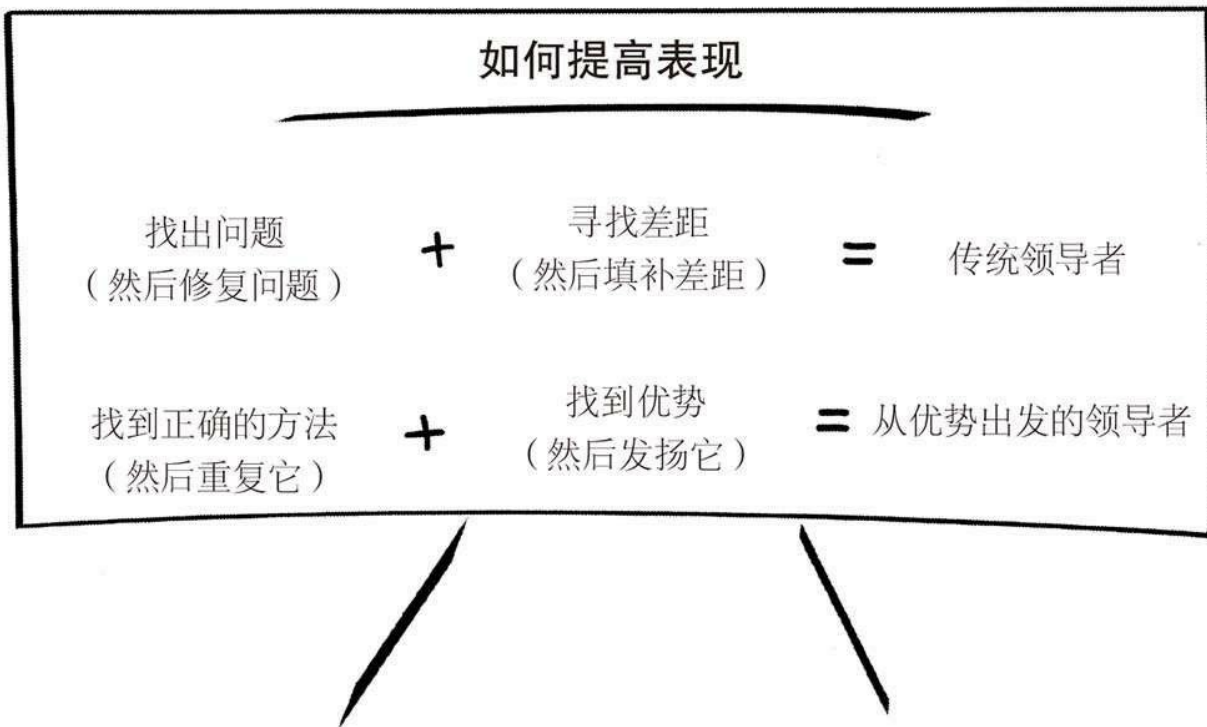 如何提高表现
找出问题 + 寻找差距 = 传统领导者
(然后修复问题) (然后填补差距)
找到正确的方法 + 找到优势 = 从优势出发的领导者
(然后重复它) (然后发扬它)